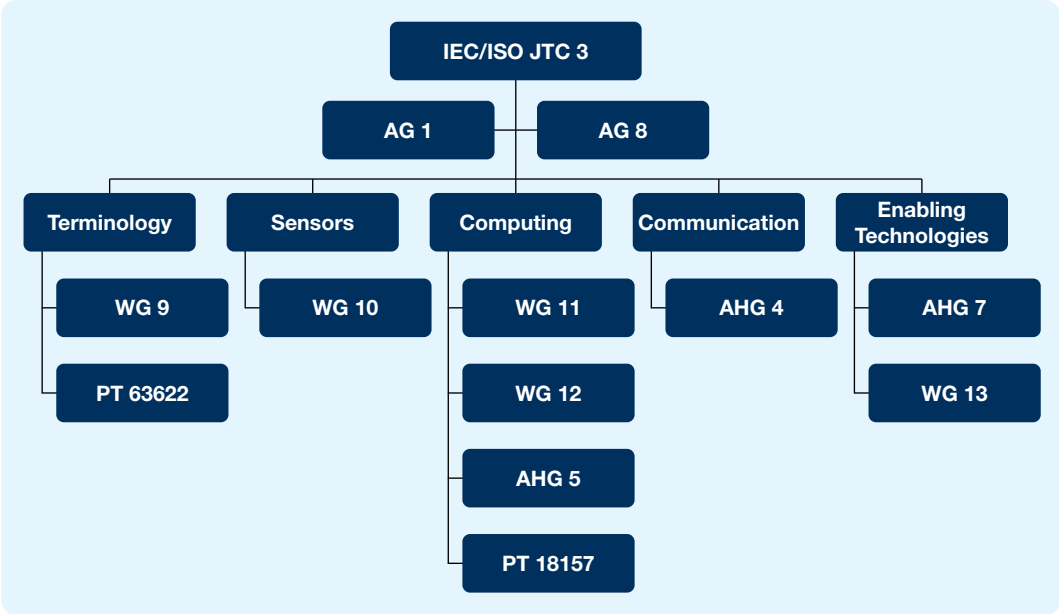 IEC/ISO JTC 3
AG 1
AG 8
Terminology
Sensors
Computing
Communication
Enabling
Technologies
WG 9
WG 10
WG 11
AHG 4
AHG 7
PT 63622
WG 12
WG 13
AHG 5
PT 18157